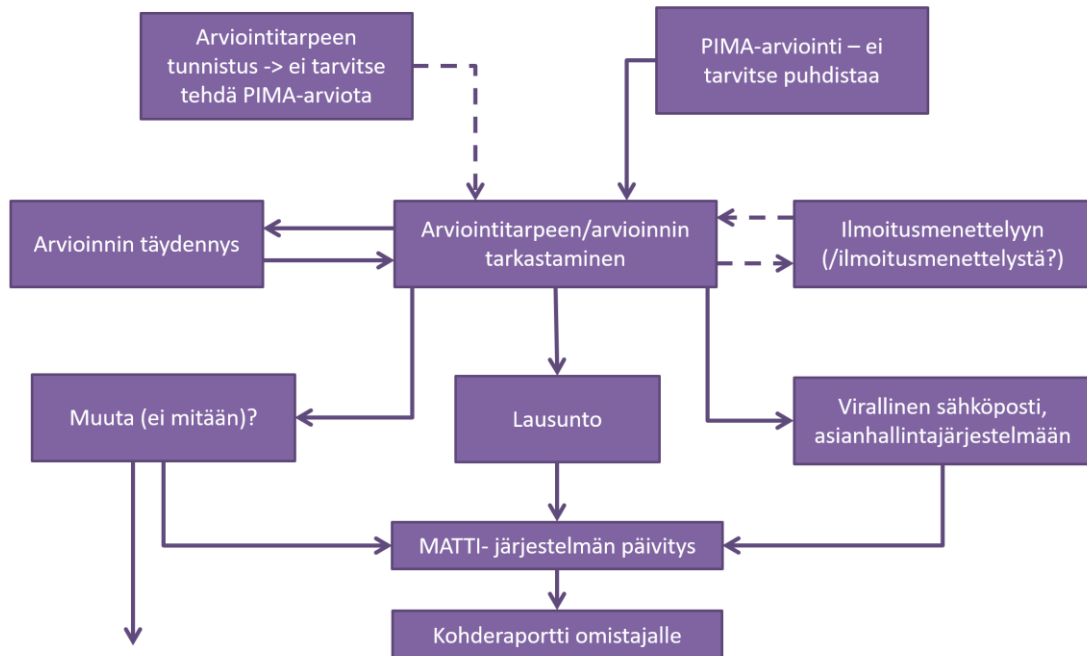 Arviointitarpeen
tunnistus -> ei tarvitse
tehdä PIMA-arviota
PIMA-arviointi – ei
tarvitse puhdistaa
Arvioinnin täydennys
Arviointitarpeen/arvioinnin
tarkastaminen
Ilmoitusmenettelyyn
(/ilmoitusmenettelystä?)
Muuta (ei mitään)?
Lausunto
Virallinen sähköposti,
asianhallintajärjestelmään
MATTI- järjestelmän päivitys
Kohderaportti omistajalle